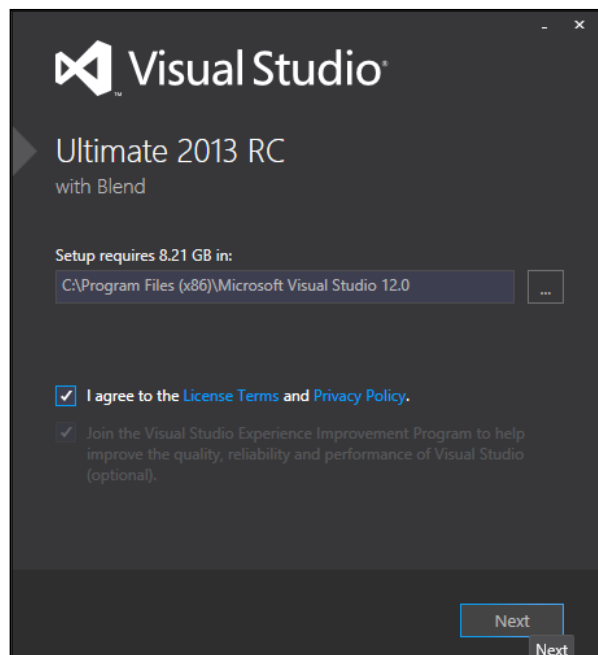 Visual Studio®
™
Ultimate 2013 RC
with Blend
Setup requires 8.21 GB in:
C:\Program Files (x86)\Microsoft Visual Studio 12.0
...
I agree to the License Terms and Privacy Policy.
Join the Visual Studio Experience Improvement Program to help
improve the quality, reliability and performance of Visual Studio
(optional).
Next
Next